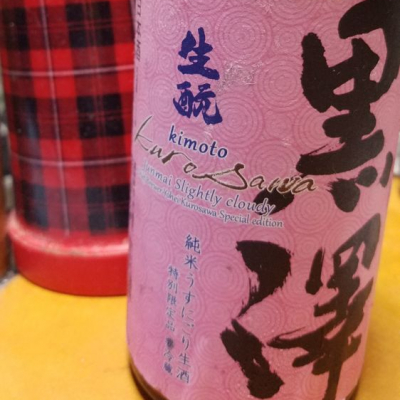 黒澤
生酛
kimoto
Kurosawa
Junmai Slightly cloudy
Kurosawa Special edition
純米うすにごり生酒
特別限定品